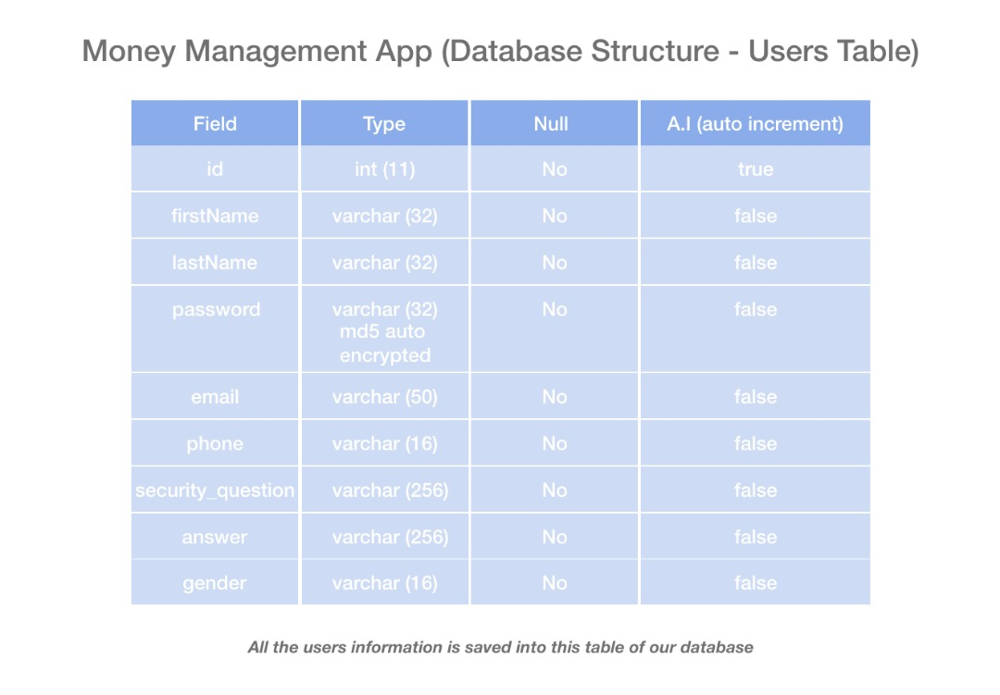 Money Management App (Database Structure - Users Table)
Field Type Null A.I (auto increment)
id int (11) No true
firstName varchar (32) No false
lastName varchar (32) No false
password varchar (32) No false
md5 auto
encrypted
email varchar (50) No false
phone varchar (16) No false
security_question varchar (256) No false
answer varchar (256) No false
gender varchar (16) No false
All the users information is saved into this table of our database